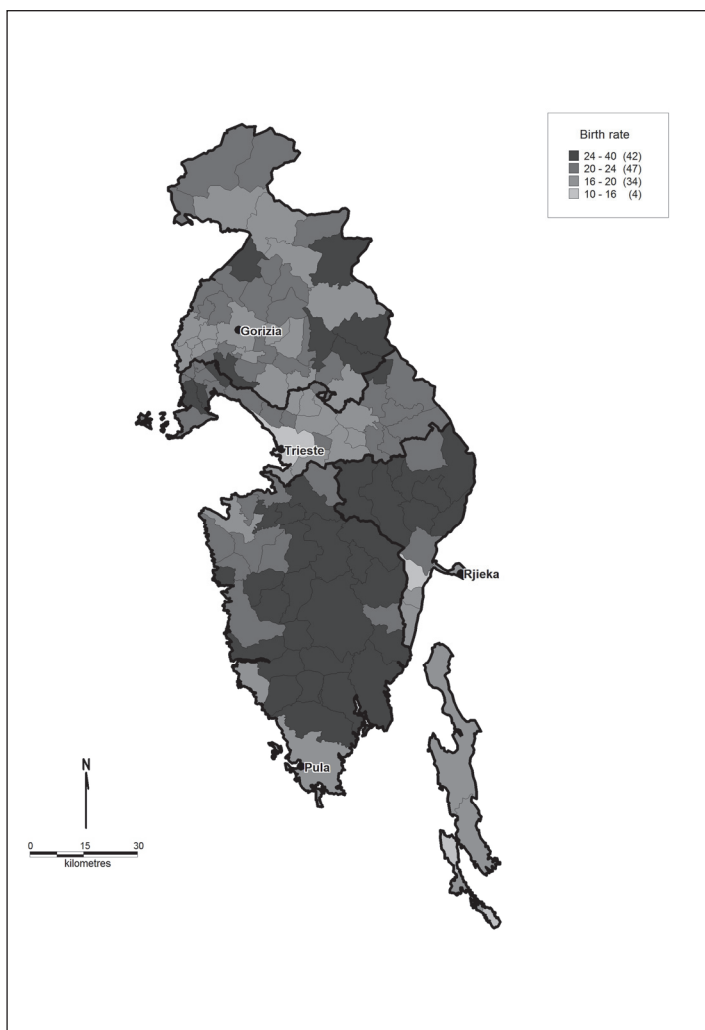 Birth rate
24 - 40 (42)
20 - 24 (47)
16 - 20 (34)
10 - 16 (4)
Gorizia
Trieste
Rjieka
Pula
N
0 15 30
kilometres